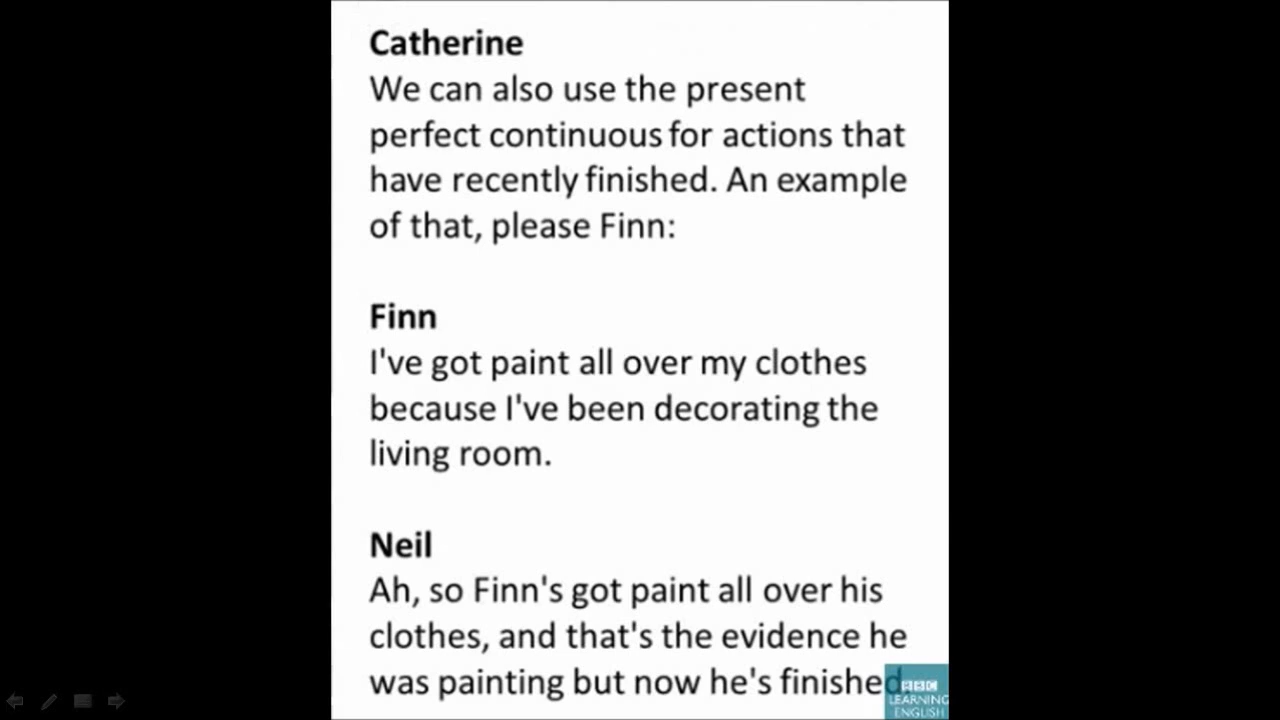 Catherine
We can also use the present
perfect continuous for actions that
have recently finished. An example
of that, please Finn:
Finn
I've got paint all over my clothes
because I've been decorating the
living room.
Neil
Ah, so Finn's got paint all over his
clothes, and that's the evidence he
was painting but now he's finished
BBC
LEARNING
ENGLISH